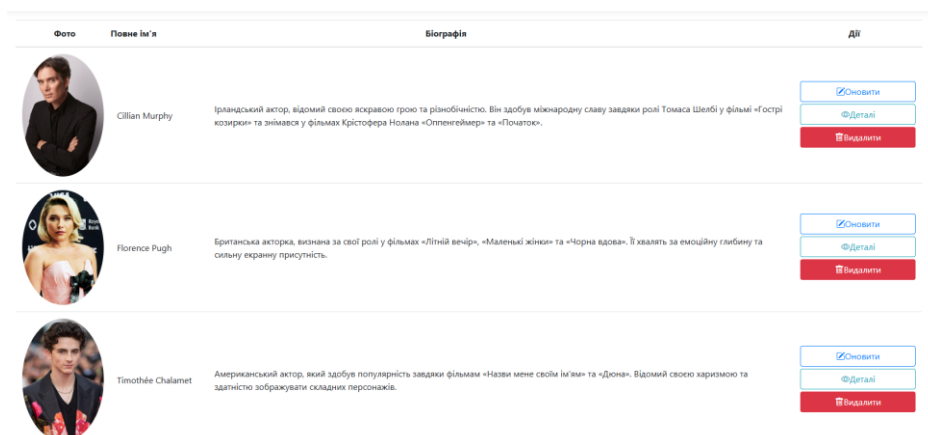 Фото Повне ім'я Біографія Дії
Cillian Murphy
Ірландський актор, відомий своєю яскравою грою та різнобічністю. Він здобув міжнародну славу завдяки ролі Томаса Шелбі у фільмі «Гострі
козирки» та знімався у фільмах Крістофера Нолана «Оппенгеймер» та «Початок».
Оновити
Деталі
Видалити
Florence Pugh
Британська акторка, визнана за свої ролі у фільмах «Літній вечір», «Маленькі жінки» та «Чорна вдова». Її хвалять за емоційну глибину та
сильну екранну присутність.
Оновити
Деталі
Видалити
Timothée Chalamet
Американський актор, який здобув популярність завдяки фільмам «Назви мене своїм ім'ям» та «Дюна». Відомий своєю харизмою та
здатністю зображувати складних персонажів.
Оновити
Деталі
Видалити